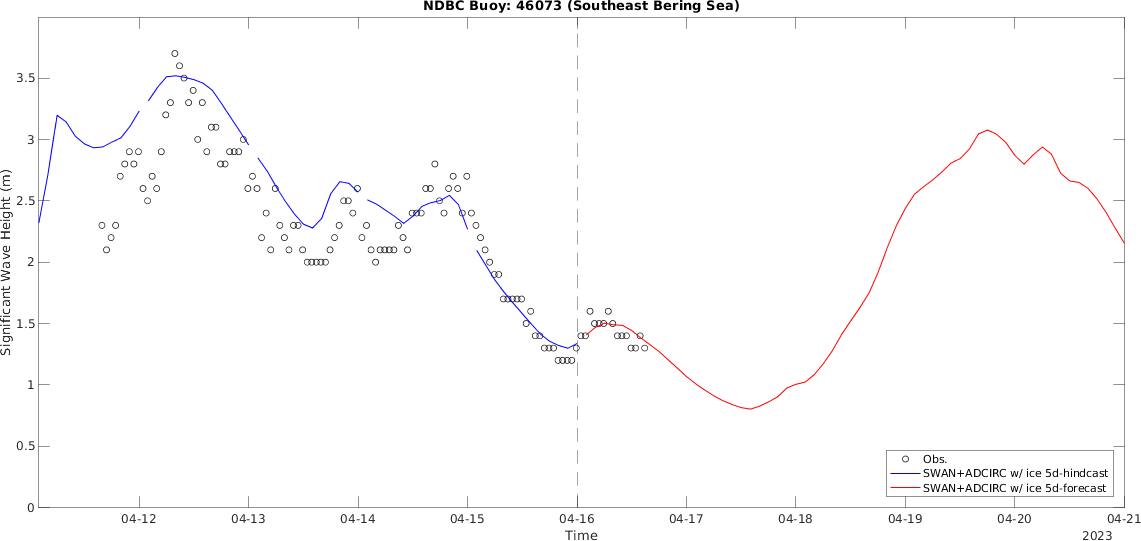 NDBC Buoy: 46073 (Southeast Bering Sea)
Significant Wave Height (m)
3.5
3
2.5
2
1.5
1
0.5
0
Obs.
SWAN+ADCIRC w/ ice 5d-hindcast
SWAN+ADCIRC w/ ice 5d-forecast
04-12 04-13 04-14 04-15 04-16 04-17 04-18 04-19 04-20 04-21
Time
2023